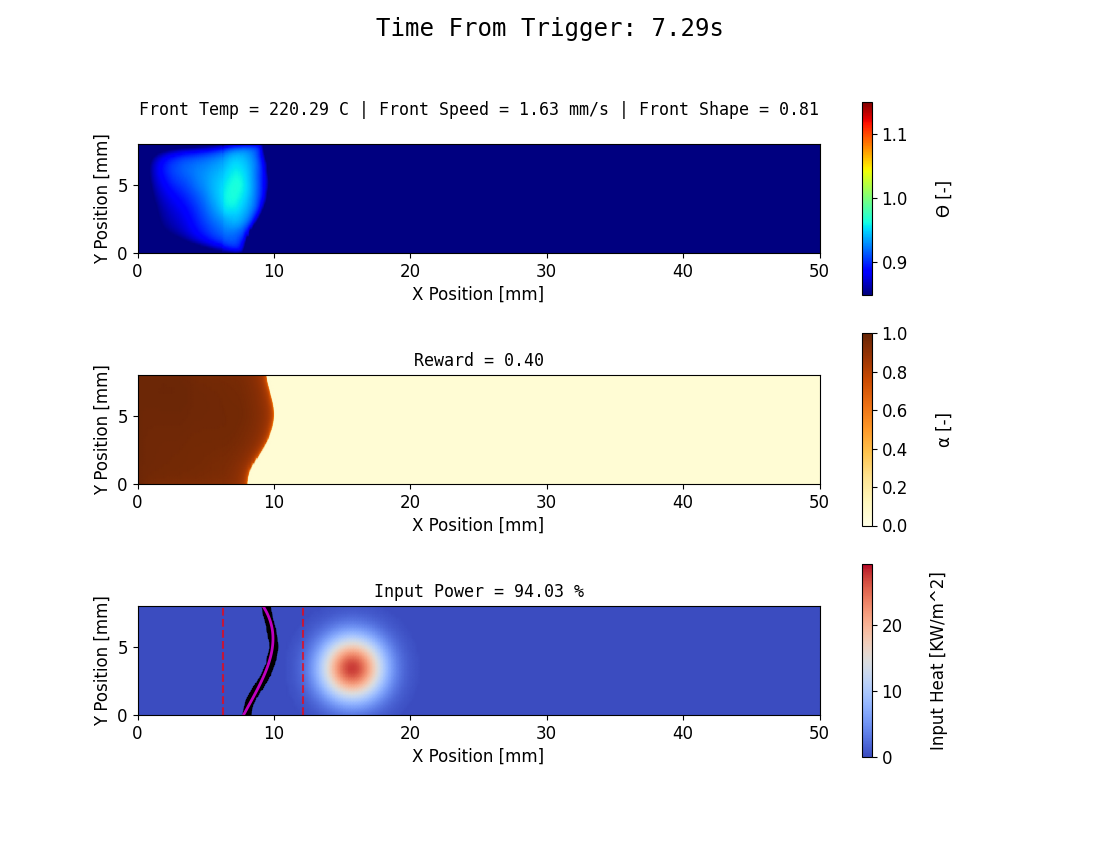 Time From Trigger: 7.29s
Front Temp = 220.29 C | Front Speed = 1.63 mm/s | Front Shape = 0.81
Y Position [mm]
5
0
0 10 20 30 40 50
X Position [mm]
1.1
1.0
0.9
Θ [-]
Reward = 0.40
Y Position [mm]
5
0
0 10 20 30 40 50
X Position [mm]
1.0
0.8
0.6
0.4
0.2
0.0
α [-]
Input Power = 94.03 %
Y Position [mm]
5
0
0 10 20 30 40 50
X Position [mm]
20
10
0
Input Heat [KW/m^2]